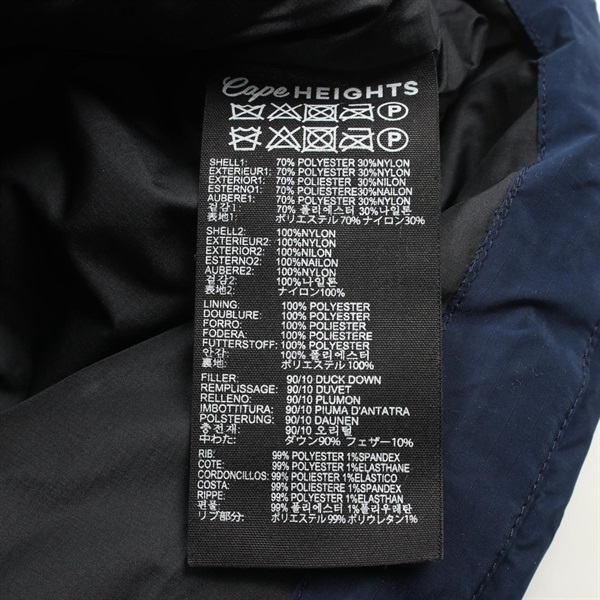 Cape HEIGHTS
SHELL1: 70% POLYESTER 30%NYLON
EXTERIEUR1: 70% POLYESTER 30%NYLON
EXTERIOR1: 70% POLIESTER 30%NILON
ESTERNO1: 70% POLIESTERE30%NAILON
AUBERE1: 70% POLYESTER 30%NYLON
겉감1: 70% 폴리에스터 30%나일론
表地1: ポリエステル 70% ナイロン30%
SHELL2: 100%NYLON
EXTERIEUR2: 100%NYLON
EXTERIOR2: 100%NILON
ESTERNO2: 100%NAILON
AUBERE2: 100%NYLON
겉감2: 100%나일론
表地2: ナイロン100%
LINING: 100% POLYESTER
DOUBLURE: 100% POLYESTER
FORRO: 100% POLIESTER
FODERA: 100% POLIESTERE
FUTTERSTOFF: 100% POLYESTER
안감: 100% 폴리에스터
裏地: ポリエステル 100%
FILLER: 90/10 DUCK DOWN
REMPLISSAGE: 90/10 DUVET
RELLENO: 90/10 PLUMON
IMBOTTITURA: 90/10 PIUMA D'ANTATRA
POLSTERUNG: 90/10 DAUNEN
충전재: 90/10 오리털
中わた: ダウン90% フェザー10%
RIB: 99% POLYESTER 1%SPANDEX
COTE: 99% POLYESTER 1%ELASTHANE
CORDONCILLOS: 99% POLIESTER 1%ELASTICO
COSTA: 99% POLIESTERE 1%SPANDEX
RIPPE: 99% POLYESTER 1%ELASTHAN
편물: 99% 폴리에스터 1%폴리우레탄
リブ部分: ポリエステル 99% ポリウレタン1%